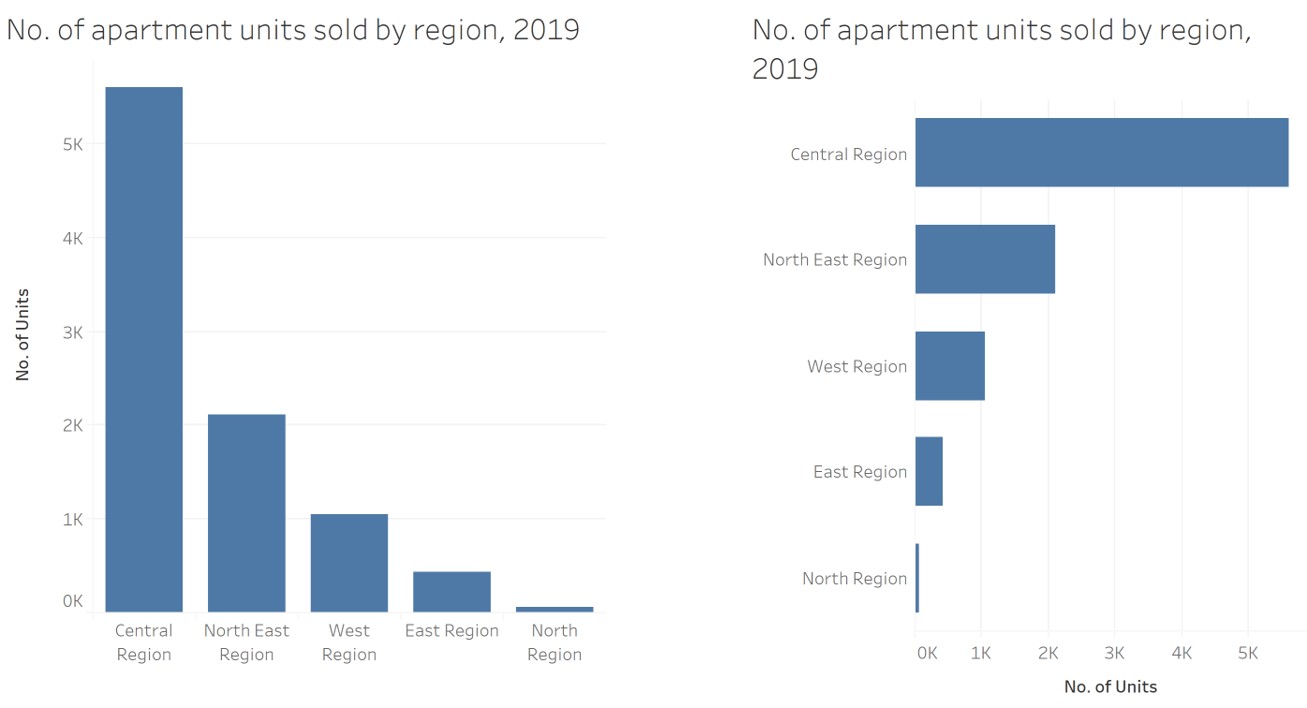 No. of apartment units sold by region, 2019
5K
4K
3K
2K
1K
0K
No. of Units
Central
Region
North East
Region
West
Region
East Region
North
Region
No. of apartment units sold by region,
2019
Central Region
North East Region
West Region
East Region
North Region
0K 1K 2K 3K 4K 5K
No. of Units